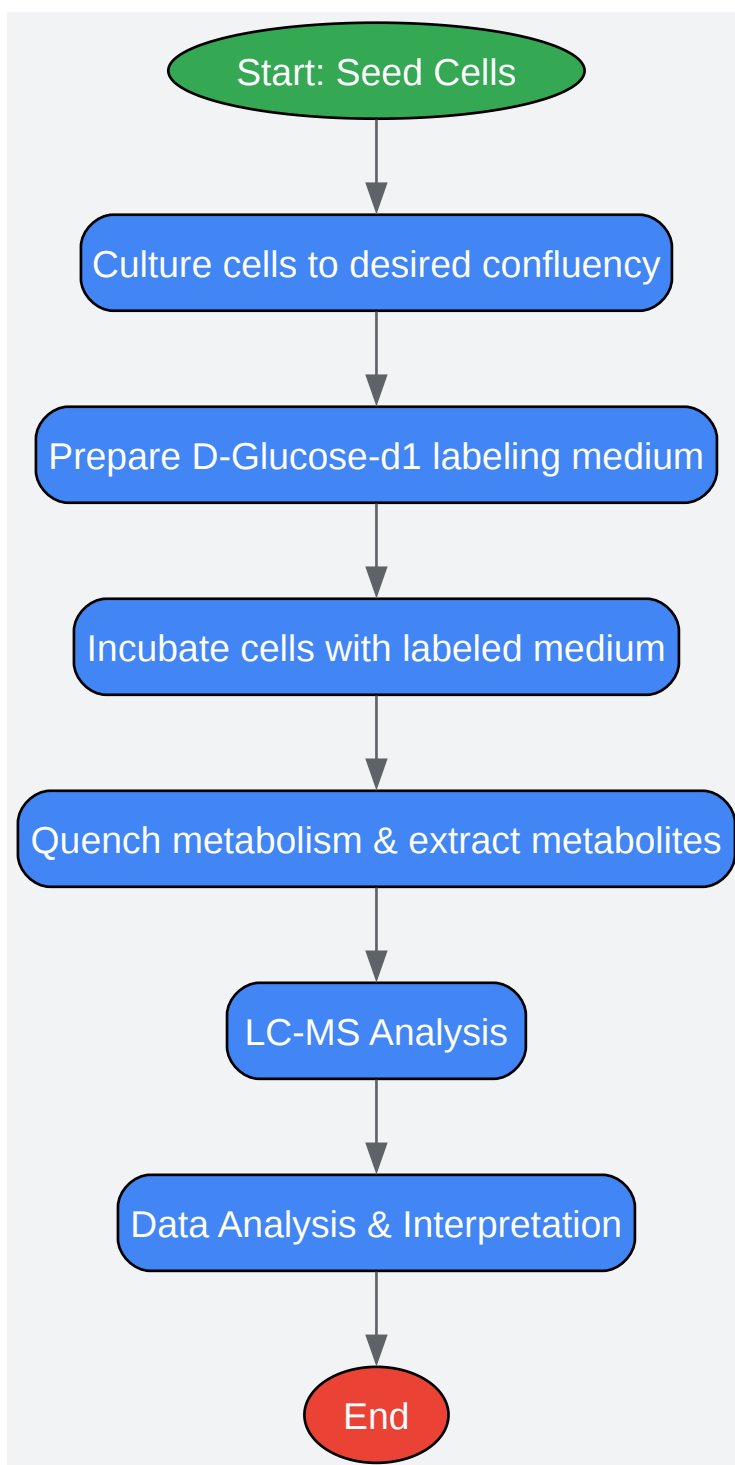 Start: Seed Cells
Culture cells to desired confluency
Prepare D-Glucose-d1 labeling medium
Incubate cells with labeled medium
Quench metabolism & extract metabolites
LC-MS Analysis
Data Analysis & Interpretation
End